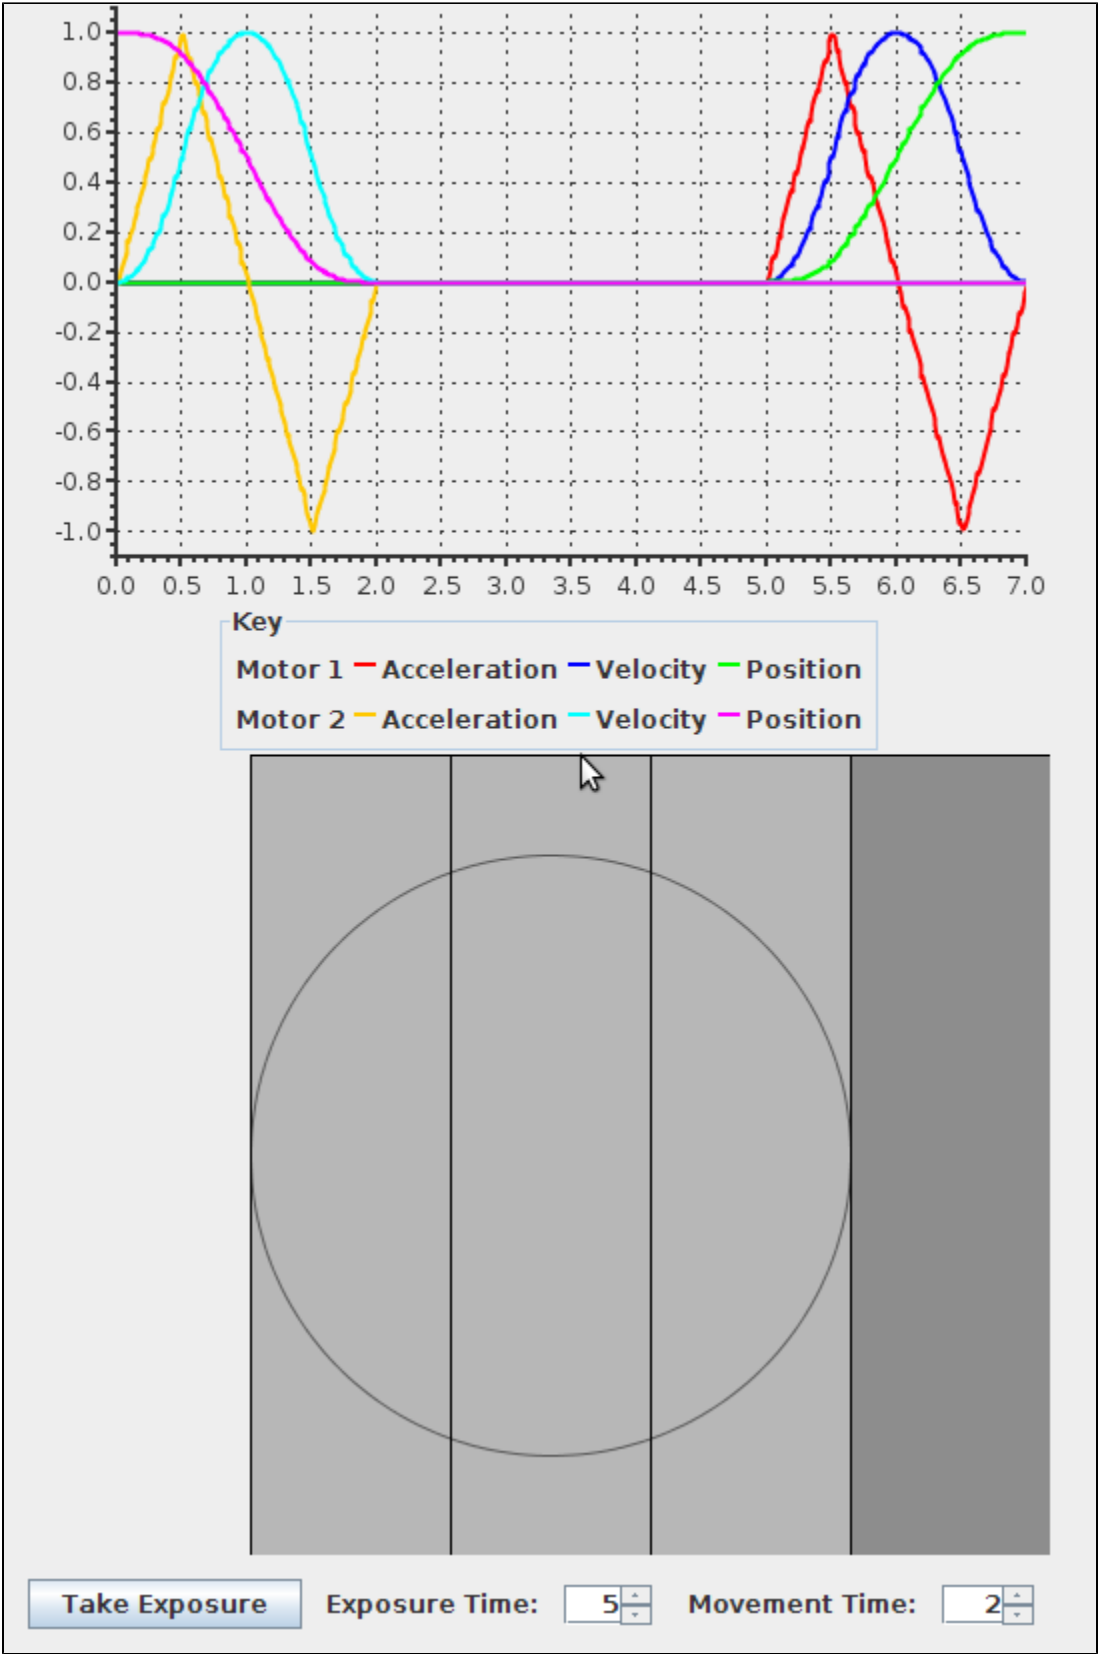 1.0
0.8
0.6
0.4
0.2
0.0
-0.2
-0.4
-0.6
-0.8
-1.0
0.0 0.5 1.0 1.5 2.0 2.5 3.0 3.5 4.0 4.5 5.0 5.5 6.0 6.5 7.0
Key
Motor 1 Acceleration Velocity Position
Motor 2 Acceleration Velocity Position
Take Exposure Exposure Time: 5 Movement Time: 2